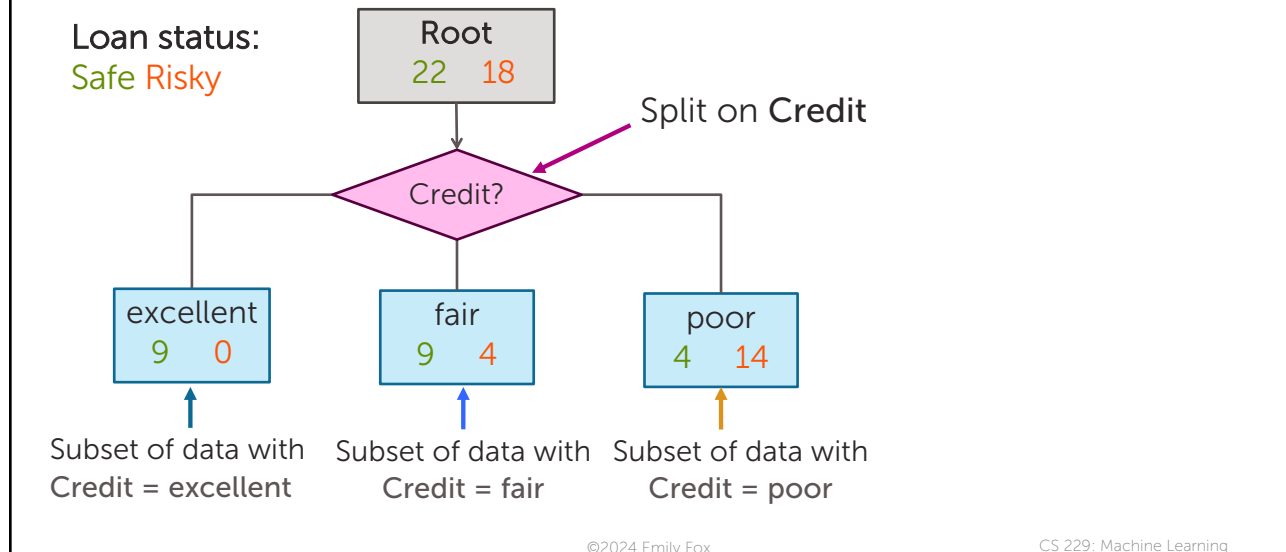 Loan status:
Safe Risky
Root
22 18
Split on Credit
Credit?
excellent
9 0
fair
9 4
poor
4 14
Subset of data with
Credit = excellent
Subset of data with
Credit = fair
Subset of data with
Credit = poor
©2024 Emily Fox
CS 229: Machine Learning